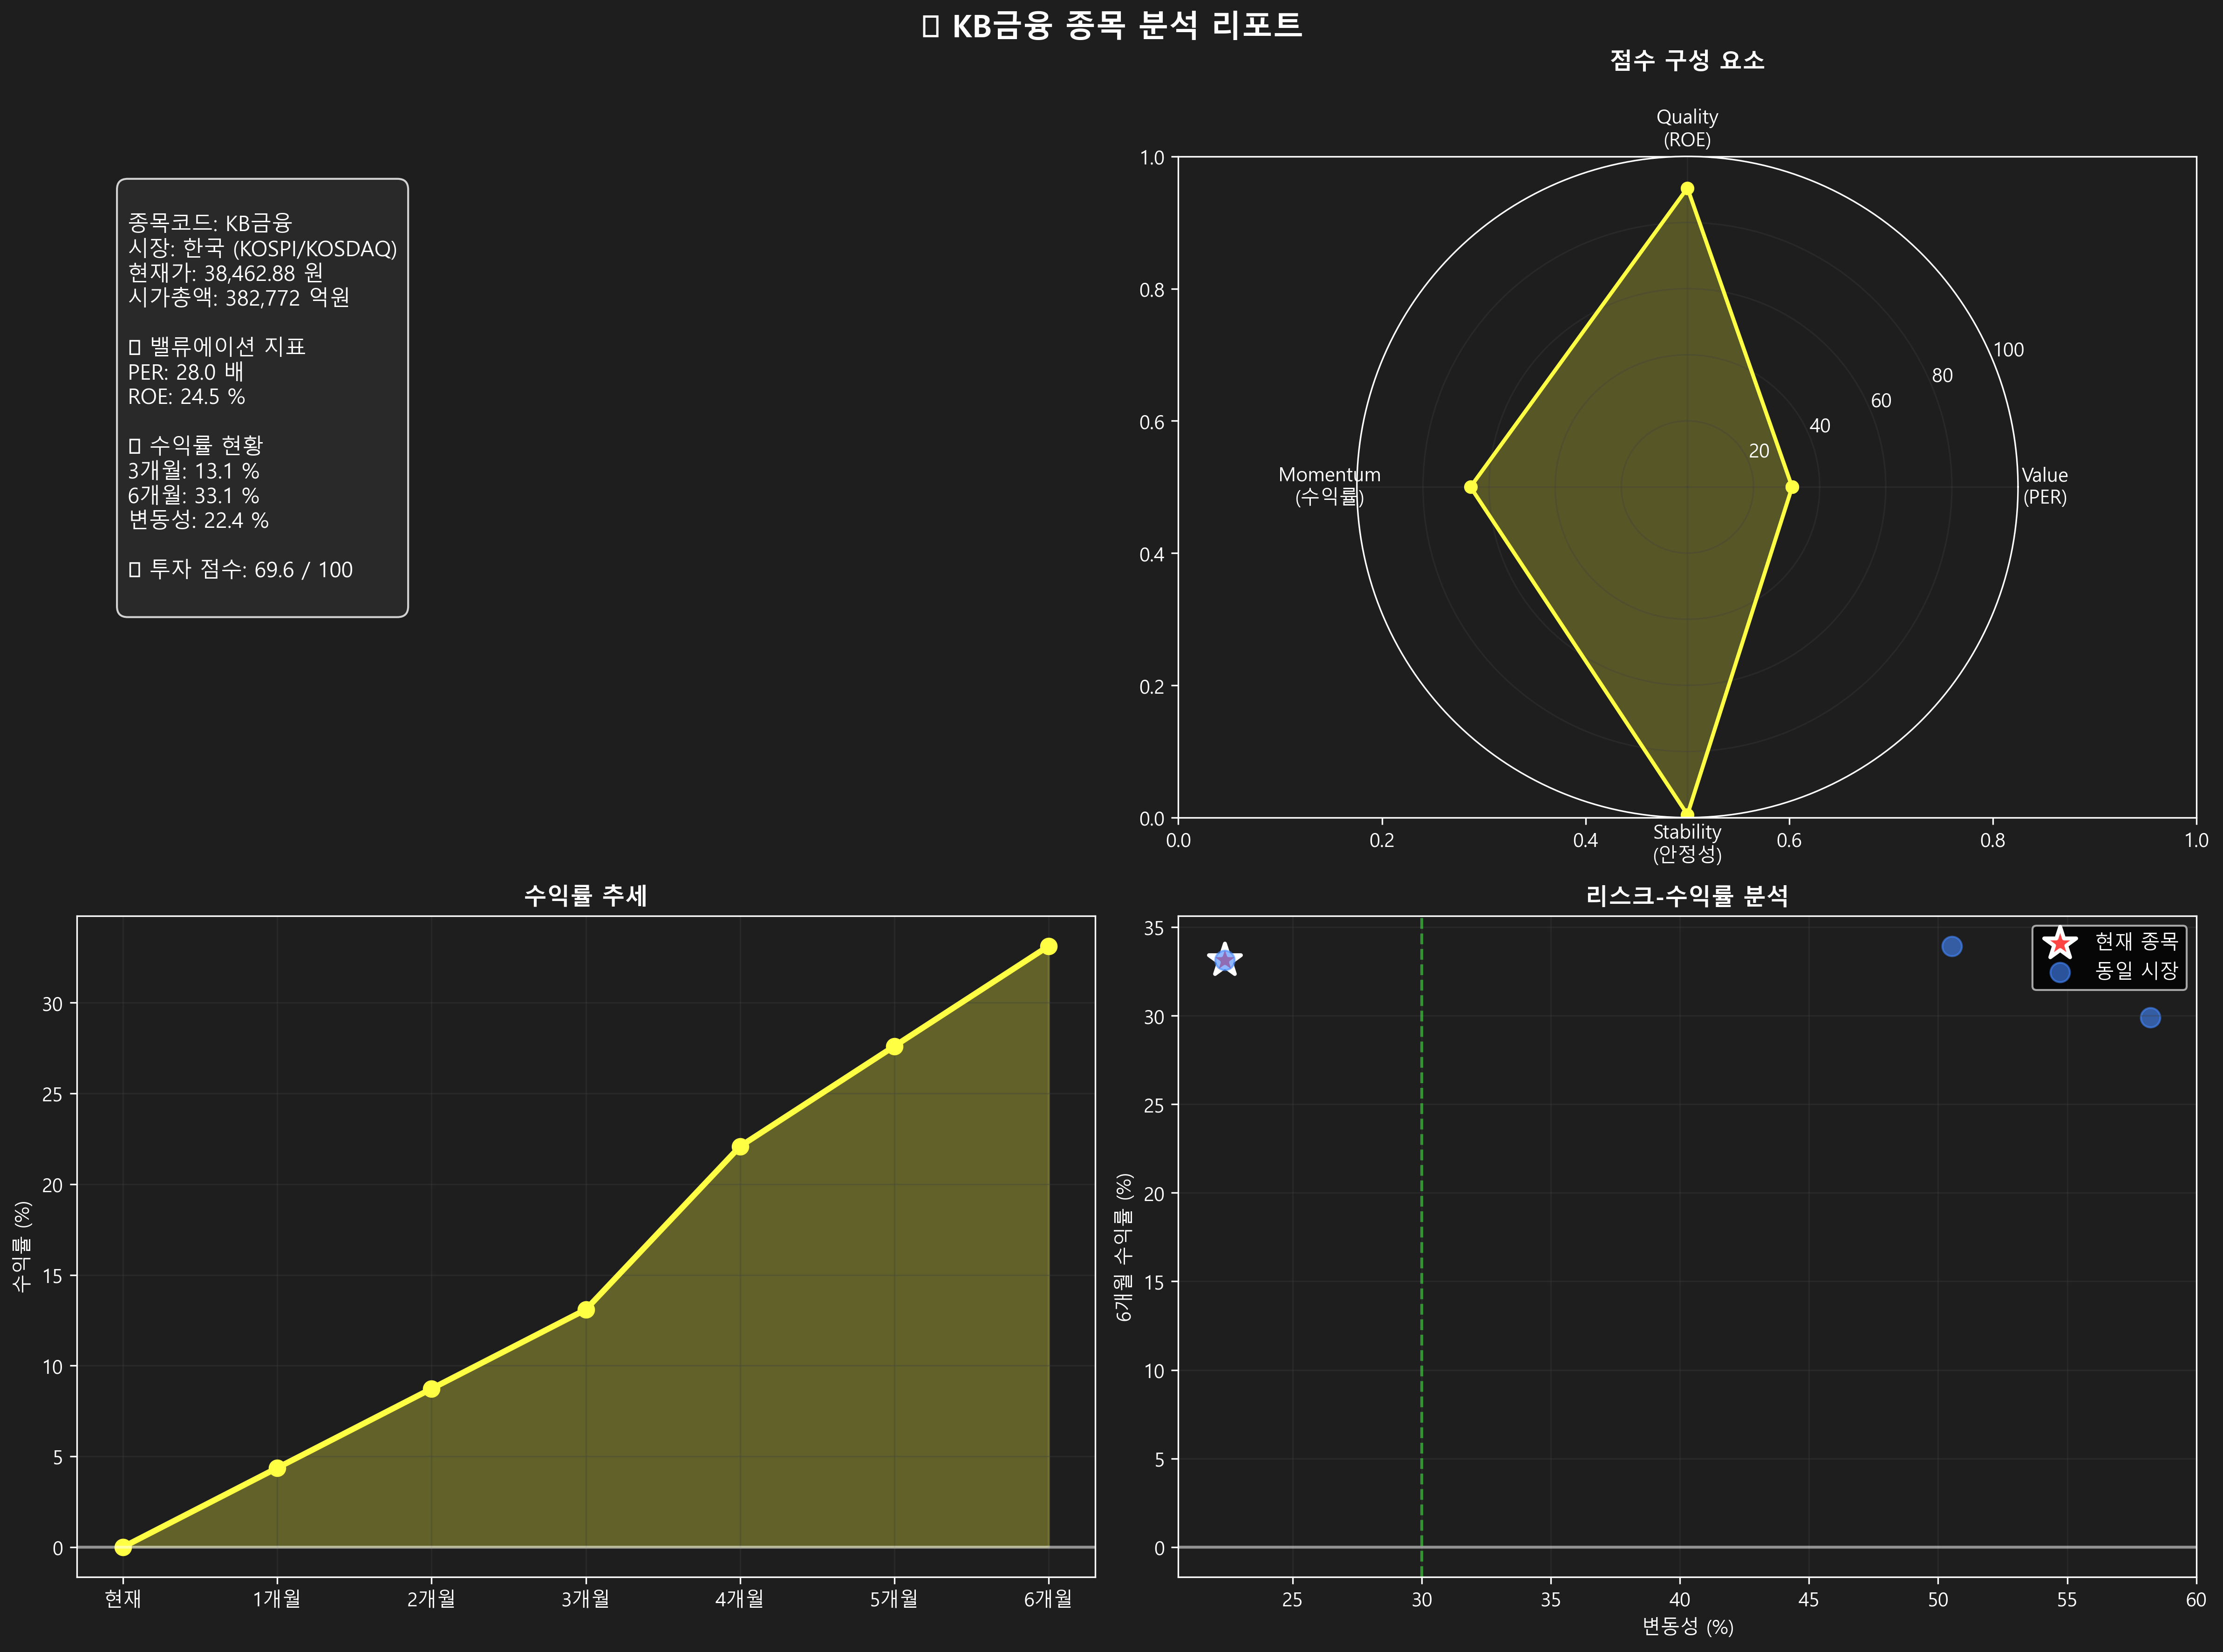 ▯ KB금융 종목 분석 리포트
종목코드: KB금융
시장: 한국 (KOSPI/KOSDAQ)
현재가: 38,462.88 원
시가총액: 382,772 억원
▯ 밸류에이션 지표
PER: 28.0 배
ROE: 24.5 %
▯ 수익률 현황
3개월: 13.1 %
6개월: 33.1 %
변동성: 22.4 %
▯ 투자 점수: 69.6 / 100
점수 구성 요소
Quality
(ROE)
Momentum
(수익률)
Value
(PER)
Stability
(안정성)
20
40
60
80
100
1.0
0.8
0.6
0.4
0.2
0.0
0.0
0.2
0.4
0.6
0.8
1.0
수익률 추세
수익률 (%)
30
25
20
15
10
5
0
현재
1개월
2개월
3개월
4개월
5개월
6개월
리스크-수익률 분석
현재 종목
동일 시장
6개월 수익률 (%)
35
30
25
20
15
10
5
0
25
30
35
40
45
50
55
60
변동성 (%)